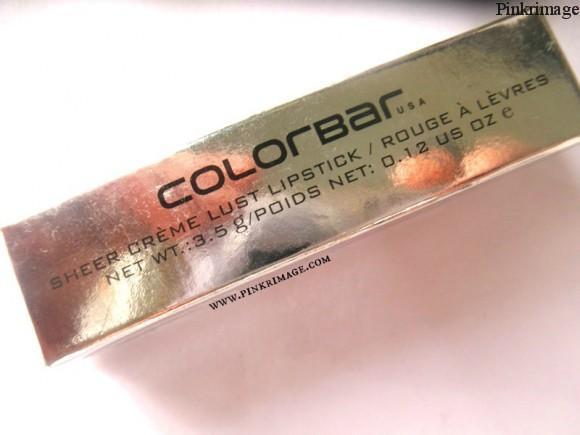 Pinkrimage
COLORBAR USA
SHEER CRÈME LUST LIPSTICK / ROUGE À LÈVRES
NET WT.:3.5 g/POIDS NET: 0.12 US OZ e
WWW.PINKRIMAGE.COM